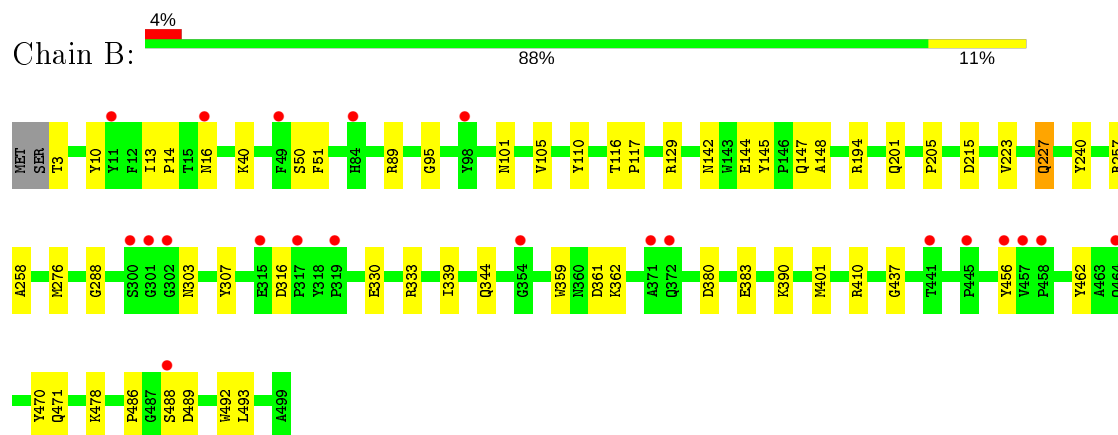 4%
Chain B:
88% 11%
MET SER T3 Y10 Y11 F12 I13 P14 T15 N16 K40 F49 S50 F51 H84 R89 G95 Y98 N101 V105 Y110 T116 P117 R129 N142 W143 E144 Y145 P146 Q147 A148 R194 Q201 P205 D215 V223 Q227 Y240 R257
A258 M276 G288 S300 G301 G302 N303 Y307 E315 D316 P317 Y318 P319 E330 R333 I339 Q344 G354 W359 N360 D361 K362 A371 Q372 D380 E383 K390 M401 R410 G437 T441 P445 Y456 V457 P458 Y462 A463 Q464
Y470 Q471 K478 P486 G487 S488 D489 W492 L493 A499